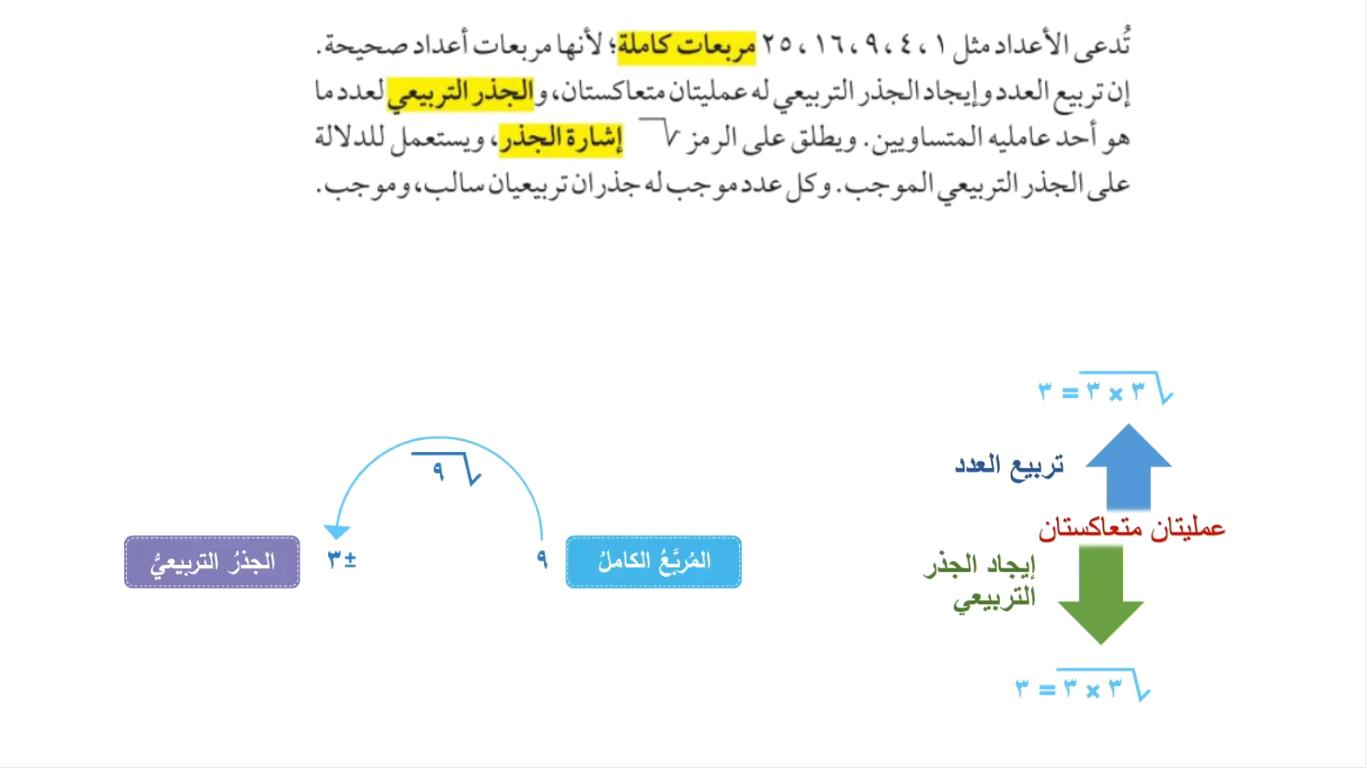 تُدعى الأعداد مثل ١ ، ٤ ، ٩ ، ١٦ ، ٢٥ مربعات كاملة؛ لأنها مربعات أعداد صحيحة.
إن تربيع العدد وإيجاد الجذر التربيعي له عمليتان متعاكستان، والجذر التربيعي لعدد ما
هو أحد عامليه المتساويين. ويطلق على الرمز √ إشارة الجذر، ويستعمل للدلالة
على الجذر التربيعي الموجب. وكل عدد موجب له جذران تربيعيان سالب، وموجب.
√٣ × ٣ = ٣
تربيع العدد
عمليتان متعاكستان
إيجاد الجذر
التربيعي
√٣ × ٣ = ٣
√٩
المُربَّعُ الكاملُ
٩
±٣
الجذرُ التربيعيُّ